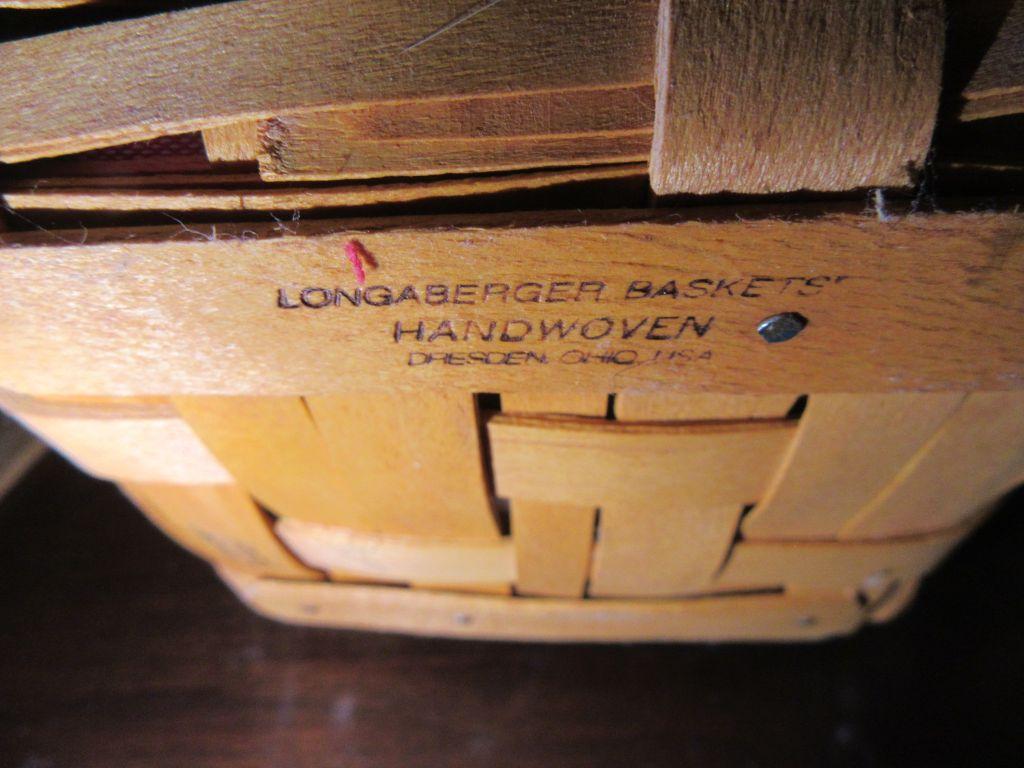 LONGABERGER BASKETS®
HANDWOVEN
DRESDEN, OHIO USA